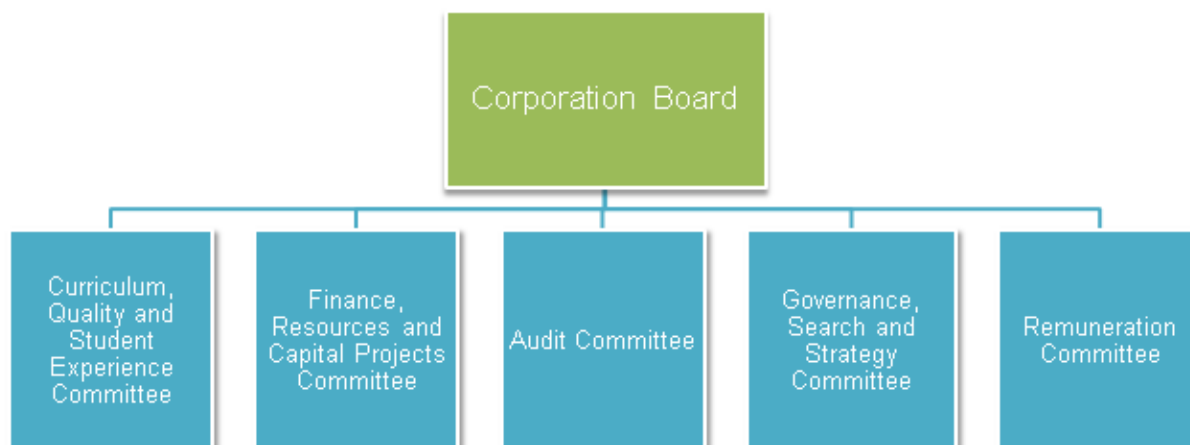 Corporation Board
Curriculum,
Quality and
Student
Experience
Committee
Finance,
Resources and
Capital Projects
Committee
Audit Committee
Governance,
Search and
Strategy
Committee
Remuneration
Committee